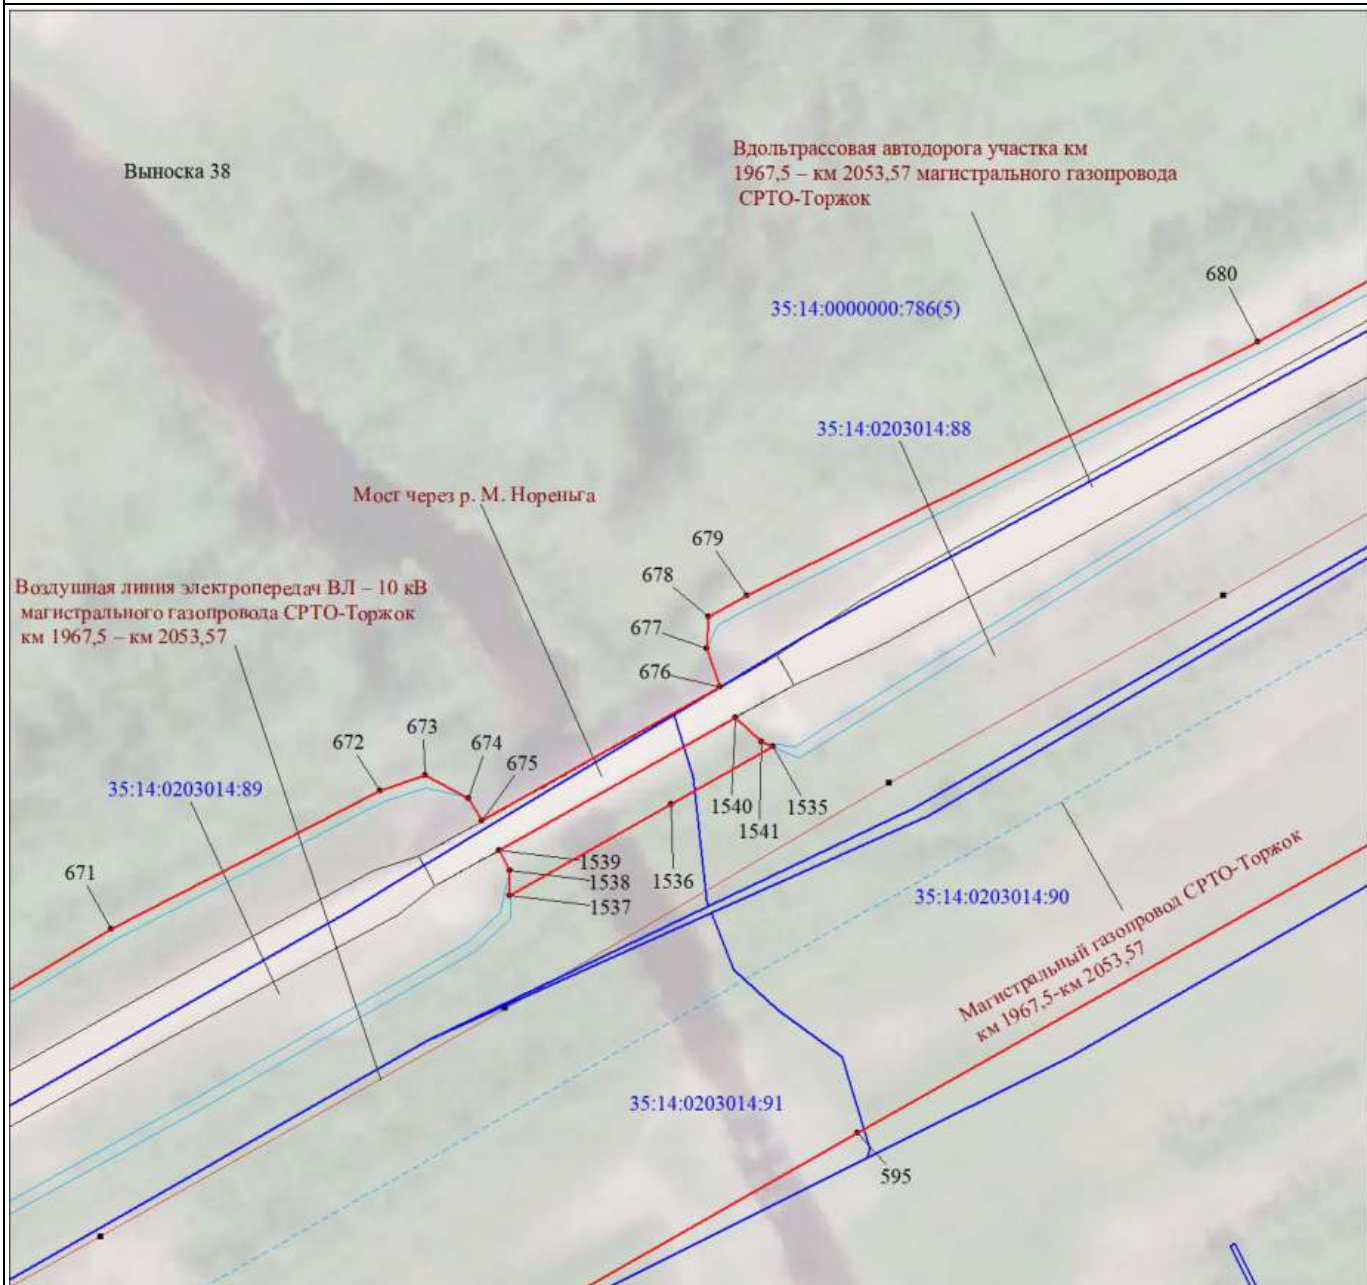 Выноска 38
Вдольтрассовая автодорога участка км
1967,5 – км 2053,57 магистрального газопровода
СРТО-Торжок
680
35:14:0000000:786(5)
35:14:0203014:88
Мост через р. М. Нореньга
679
678
Воздушная линия электропередач ВЛ – 10 кВ
магистрального газопровода СРТО-Торжок
км 1967,5 – км 2053,57
677
676
673
672
674
675
35:14:0203014:89
1540
1535
1541
1539
1538
1536
1537
671
35:14:0203014:90
Магистральный газопровод СРТО-Торжок
км 1967,5-км 2053,57
35:14:0203014:91
595